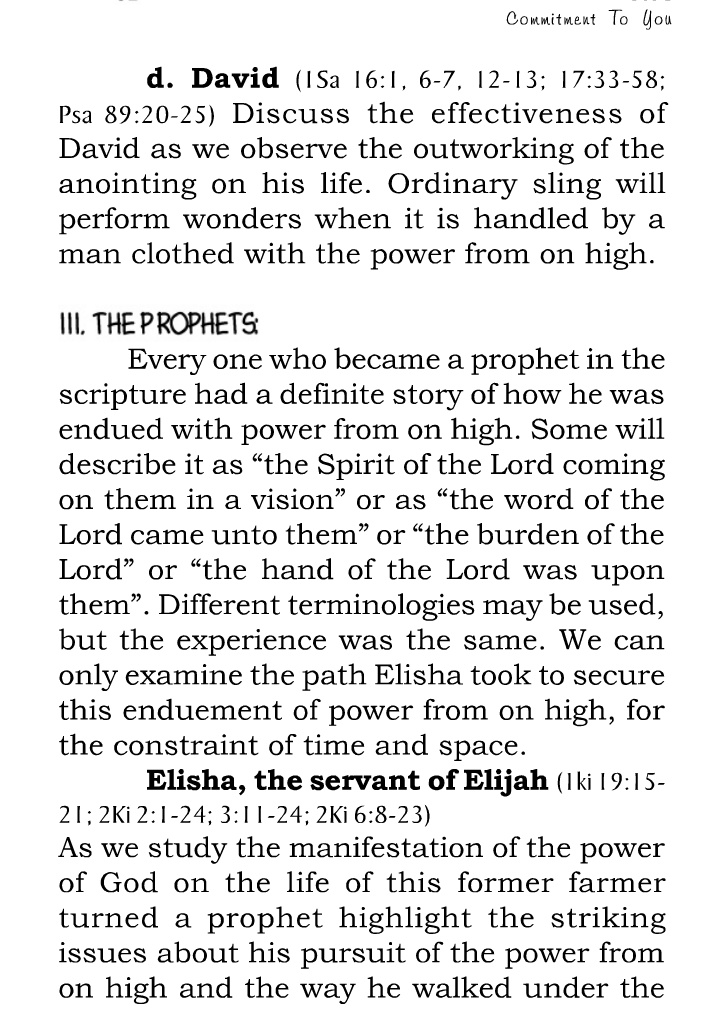 Commitment To You
d. David (1Sa 16:1, 6-7, 12-13; 17:33-58;
Psa 89:20-25) Discuss the effectiveness of
David as we observe the outworking of the
anointing on his life. Ordinary sling will
perform wonders when it is handled by a
man clothed with the power from on high.
III. THE PROPHETS:
Every one who became a prophet in the
scripture had a definite story of how he was
endued with power from on high. Some will
describe it as “the Spirit of the Lord coming
on them in a vision” or as “the word of the
Lord came unto them” or “the burden of the
Lord” or “the hand of the Lord was upon
them”. Different terminologies may be used,
but the experience was the same. We can
only examine the path Elisha took to secure
this enduement of power from on high, for
the constraint of time and space.
Elisha, the servant of Elijah (1ki 19:15-
21; 2Ki 2:1-24; 3:11-24; 2Ki 6:8-23)
As we study the manifestation of the power
of God on the life of this former farmer
turned a prophet highlight the striking
issues about his pursuit of the power from
on high and the way he walked under the